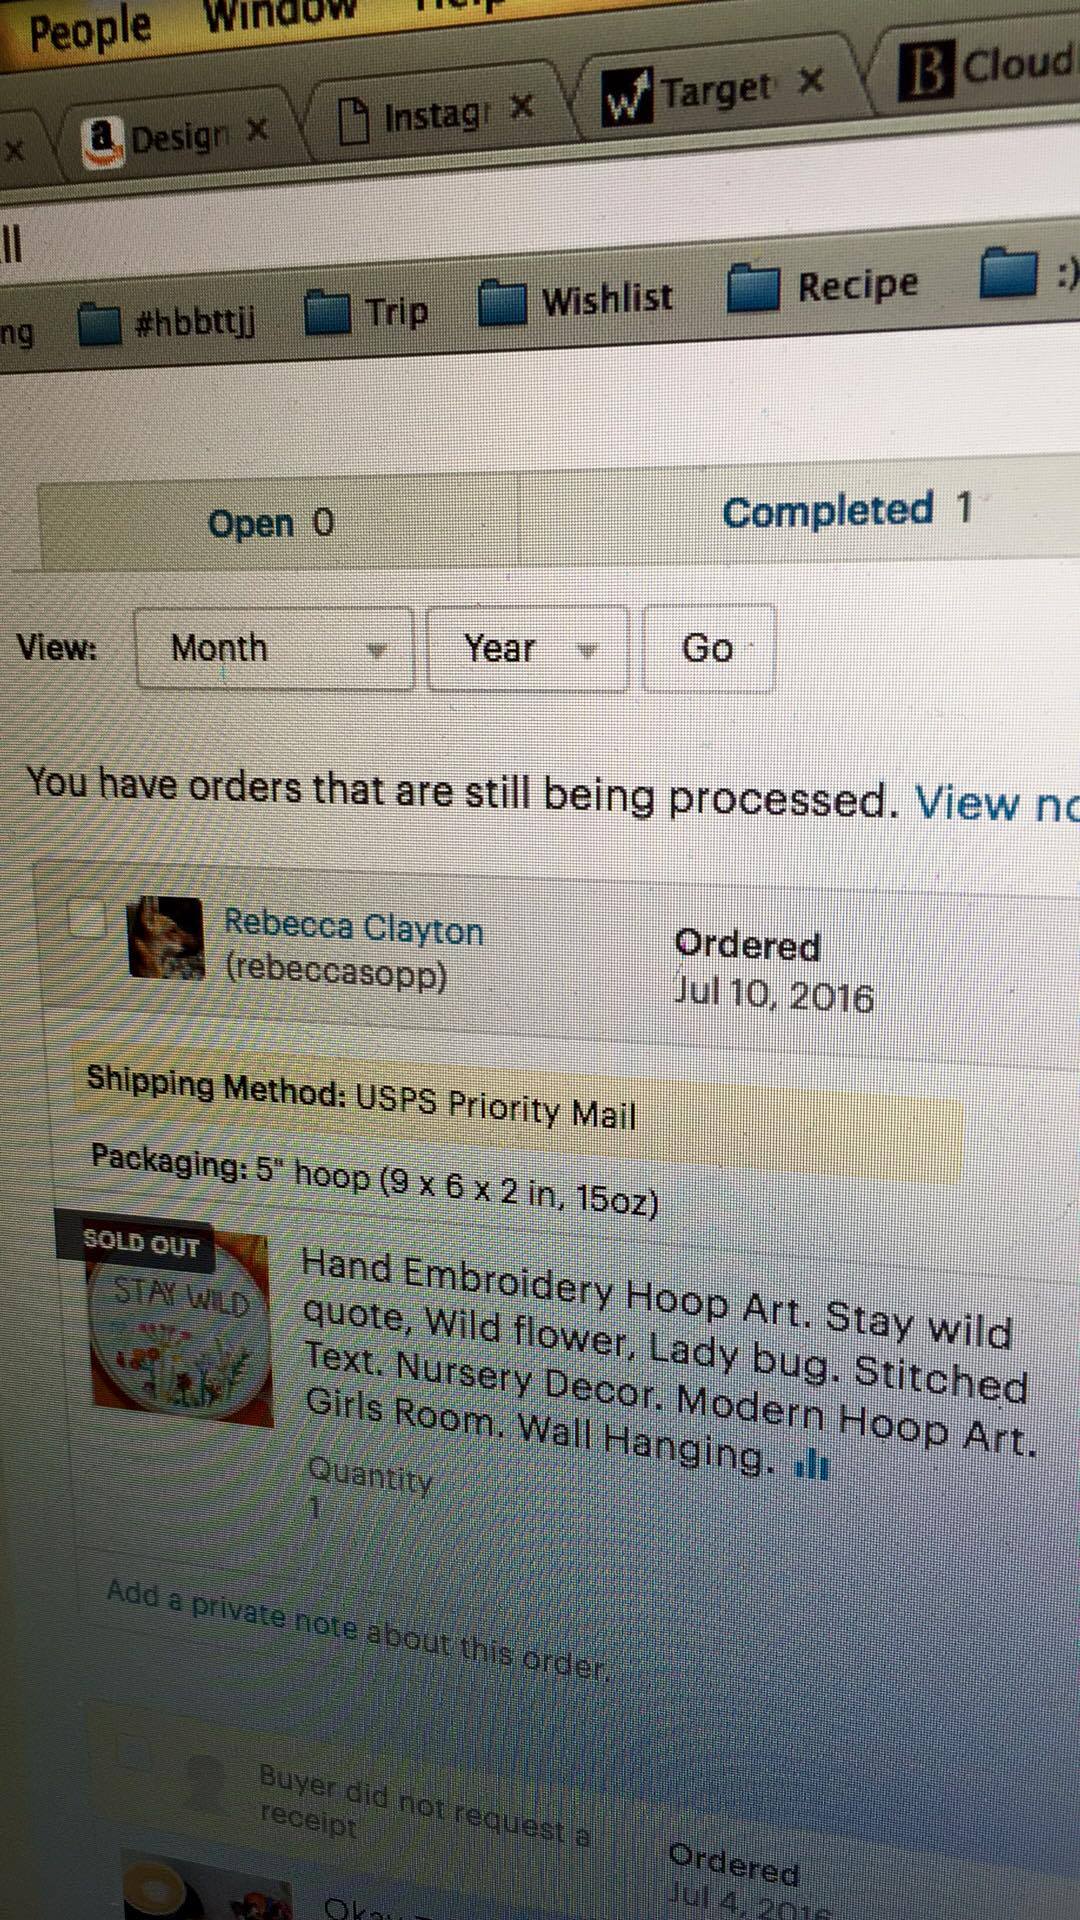 People Window Help
Design
Instagr
Target
B Cloud
ll
ng
#hbbttjj
Trip
Wishlist
Recipe
:)
Open 0
Completed 1
View:
Month
Year
Go
You have orders that are still being processed. View no
Rebecca Clayton
(rebeccasopp)
Ordered
Jul 10, 2016
Shipping Method: USPS Priority Mail
Packaging: 5" hoop (9 x 6 x 2 in, 15oz)
SOLD OUT
STAY WILD
Hand Embroidery Hoop Art. Stay wild
quote, Wild flower, Lady bug. Stitched
Text. Nursery Decor. Modern Hoop Art.
Girls Room. Wall Hanging.
Quantity
1
Add a private note about this order.
Buyer did not request a
receipt
Ordered
Jul 4, 2016